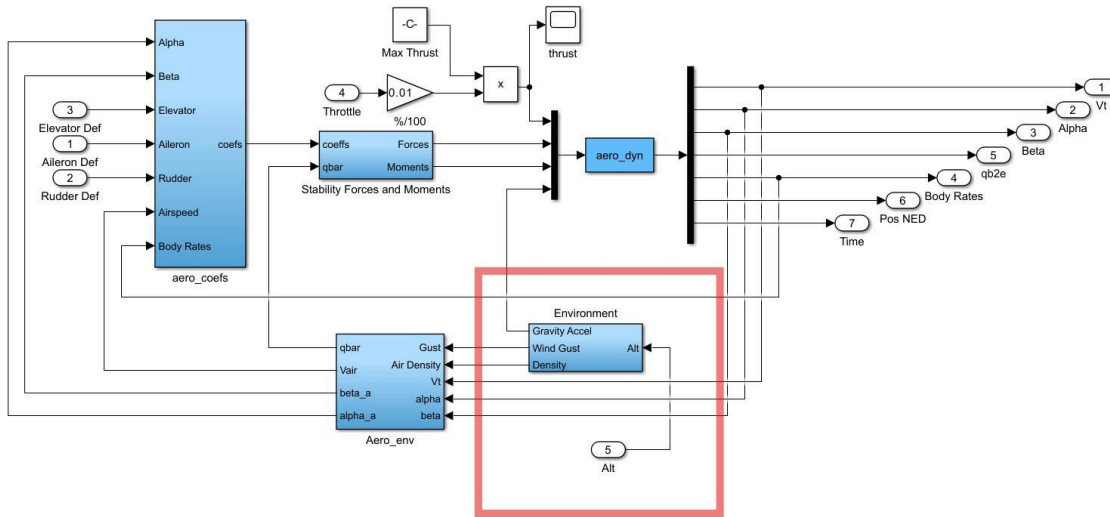 Alpha
Beta
Elevator
Aileron
Rudder
Airspeed
Body Rates
coefs
aero_coefs
3
Elevator Def
1
Aileron Def
2
Rudder Def
-C-
Max Thrust
4
Throttle
0.01
%/100
x
thrust
coeffs
qbar
Forces
Moments
Stability Forces and Moments
aero_dyn
1
Vt
2
Alpha
3
Beta
5
qb2e
4
Body Rates
6
Pos NED
7
Time
Environment
Gravity Accel
Wind Gust
Density
Alt
qbar
Vair
beta_a
alpha_a
Gust
Air Density
Vt
alpha
beta
Aero_env
5
Alt